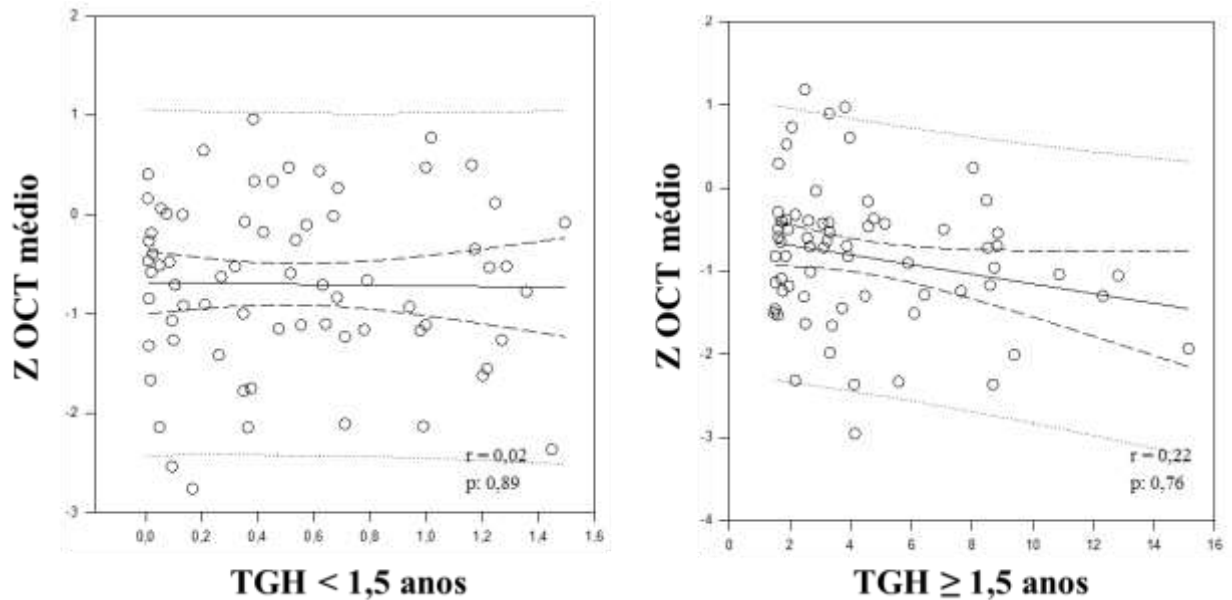 Z OCT médio
2
1
0
-1
-2
-3
r = 0,02
p: 0,89
0,0 0,2 0,4 0,6 0,8 1,0 1,2 1,4 1,6
TGH < 1,5 anos
Z OCT médio
2
1
0
-1
-2
-3
-4
r = 0,22
p: 0,76
0 2 4 6 8 10 12 14 16
TGH ≥ 1,5 anos